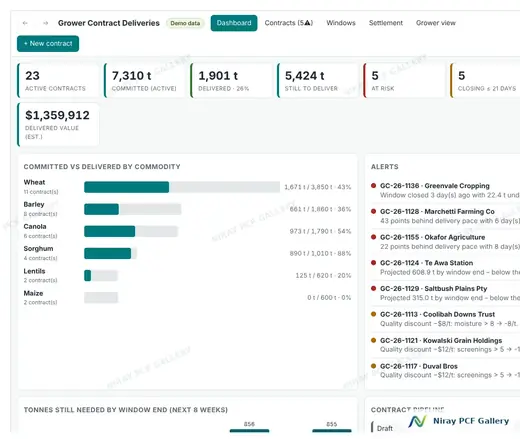 ← → Grower Contract Deliveries Demo data Dashboard Contracts (5⚠) Windows Settlement Grower view
+ New contract
23
ACTIVE CONTRACTS
7,310 t
COMMITTED (ACTIVE)
1,901 t
DELIVERED · 26%
5,424 t
STILL TO DELIVER
5
AT RISK
5
CLOSING ≤ 21 DAYS
$1,359,912
DELIVERED VALUE
(EST.)
COMMITTED VS DELIVERED BY COMMODITY
Wheat
11 contract(s)
1,671 t / 3,850 t · 43%
Barley
8 contract(s)
661 t / 1,860 t · 36%
Canola
6 contract(s)
973 t / 1,790 t · 54%
Sorghum
4 contract(s)
890 t / 1,010 t · 88%
Lentils
2 contract(s)
125 t / 620 t · 20%
Maize
2 contract(s)
0 t / 600 t · 0%
ALERTS
GC-26-1136 · Greenvale Cropping
Window closed 3 day(s) ago with 22.4 t und
GC-26-1128 · Marchetti Farming Co
43 points behind delivery pace with 6 day(s)
GC-26-1155 · Okafor Agriculture
22 points behind delivery pace with 8 day(s)
GC-26-1124 · Te Awa Station
Projected 608.9 t by window end – below the
GC-26-1129 · Saltbush Plains Pty
Projected 315.0 t by window end – below the
GC-26-1113 · Coolibah Downs Trust
Quality discount −$8/t: moisture > 8 → -8/t.
GC-26-1121 · Kowalski Grain Holdings
Quality discount −$12/t: screenings > 5 → -1
GC-26-1117 · Duval Bros
Quality discount −$12/t: screenings > 5 → -1
TONNES STILL NEEDED BY WINDOW END (NEXT 8 WEEKS)
856
855
CONTRACT PIPELINE
Draft
Niray PCF Gallery
NIRAY PCF GALLERY